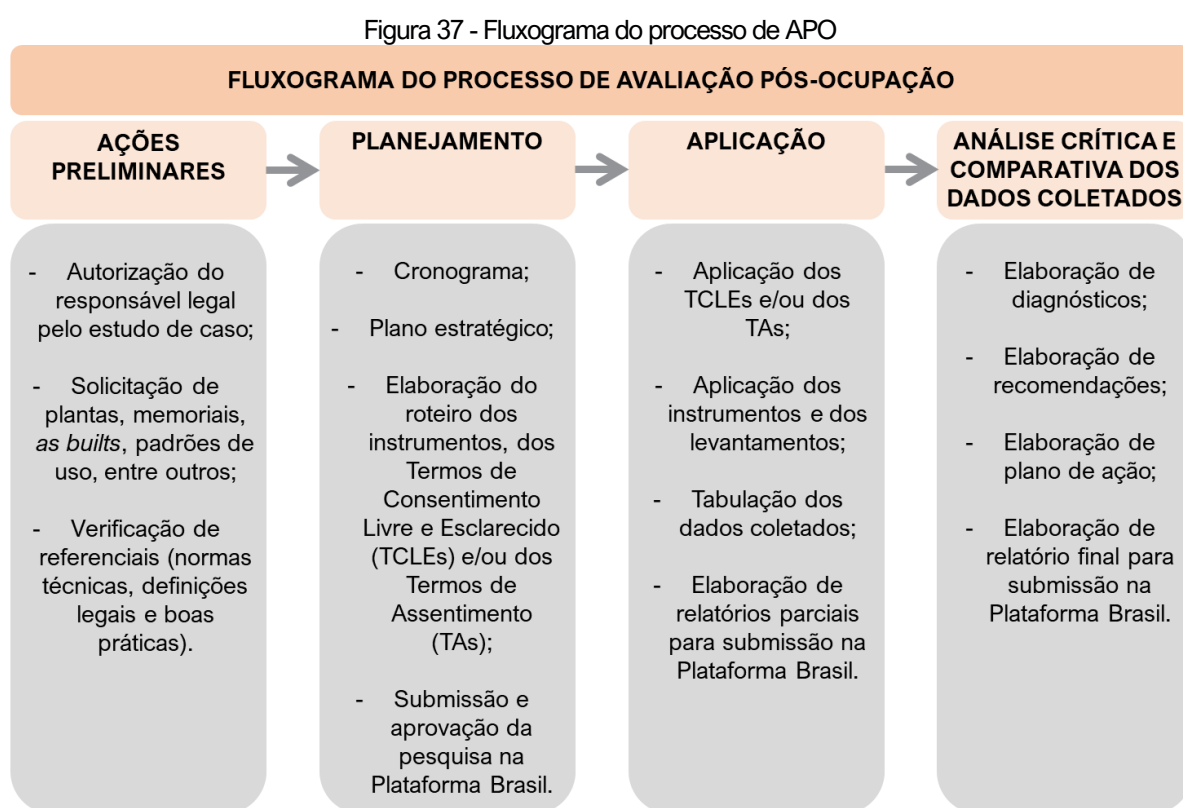 Figura 37 - Fluxograma do processo de APO
FLUXOGRAMA DO PROCESSO DE AVALIAÇÃO PÓS-OCUPAÇÃO
AÇÕES
PRELIMINARES
- Autorização do
responsável legal
pelo estudo de caso;
- Solicitação de
plantas, memoriais,
as builts, padrões de
uso, entre outros;
- Verificação de
referenciais (normas
técnicas, definições
legais e boas
práticas).
PLANEJAMENTO
- Cronograma;
- Plano estratégico;
- Elaboração do
roteiro dos
instrumentos, dos
Termos de
Consentimento
Livre e Esclarecido
(TCLEs) e/ou dos
Termos de
Assentimento
(TAs);
- Submissão e
aprovação da
pesquisa na
Plataforma Brasil.
APLICAÇÃO
- Aplicação dos
TCLEs e/ou dos
TAs;
- Aplicação dos
instrumentos e dos
levantamentos;
- Tabulação dos
dados coletados;
- Elaboração de
relatórios parciais
para submissão na
Plataforma Brasil.
ANÁLISE CRÍTICA E
COMPARATIVA DOS
DADOS COLETADOS
- Elaboração de
diagnósticos;
- Elaboração de
recomendações;
- Elaboração de
plano de ação;
- Elaboração de
relatório final para
submissão na
Plataforma Brasil.